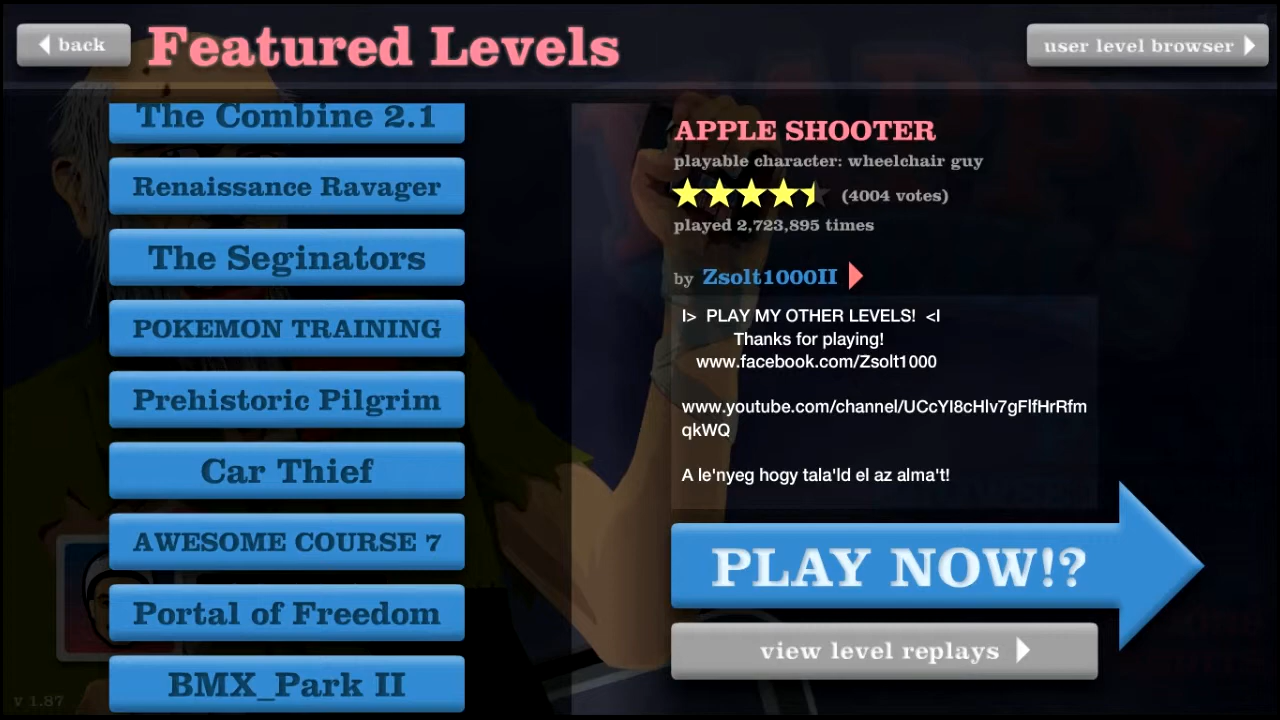 back
Featured Levels
user level browser
The Combine 2.1
Renaissance Ravager
The Seginators
POKEMON TRAINING
Prehistoric Pilgrim
Car Thief
AWESOME COURSE 7
Portal of Freedom
BMX_Park II
v 1.87
APPLE SHOOTER
playable character: wheelchair guy
(4004 votes)
played 2,723,895 times
by Zsolt1000II
I> PLAY MY OTHER LEVELS! <I
Thanks for playing!
www.facebook.com/Zsolt1000
www.youtube.com/channel/UCcYI8cHlv7gFlfHrRfm
qkWQ
A le'nyeg hogy tala'ld el az alma't!
PLAY NOW!?
view level replays